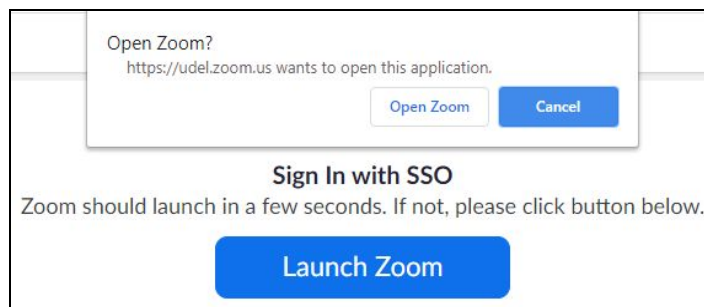 Open Zoom?
https://udel.zoom.us wants to open this application.
Open Zoom
Cancel
Sign In with SSO
Zoom should launch in a few seconds. If not, please click button below.
Launch Zoom